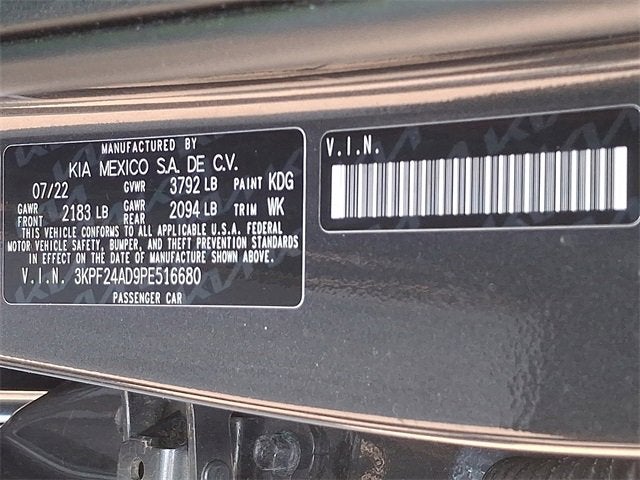 MANUFACTURED BY
KIA MEXICO S.A. DE C.V.
07/22 GVWR 3792 LB PAINT KDG
GAWR FRONT 2183 LB GAWR REAR 2094 LB TRIM WK
THIS VEHICLE CONFORMS TO ALL APPLICABLE U.S.A. FEDERAL
MOTOR VEHICLE SAFETY, BUMPER, AND THEFT PREVENTION STANDARDS
IN EFFECT ON THE DATE OF MANUFACTURE SHOWN ABOVE.
V.I.N. 3KPF24AD9PE516680
PASSENGER CAR
V.I.N.